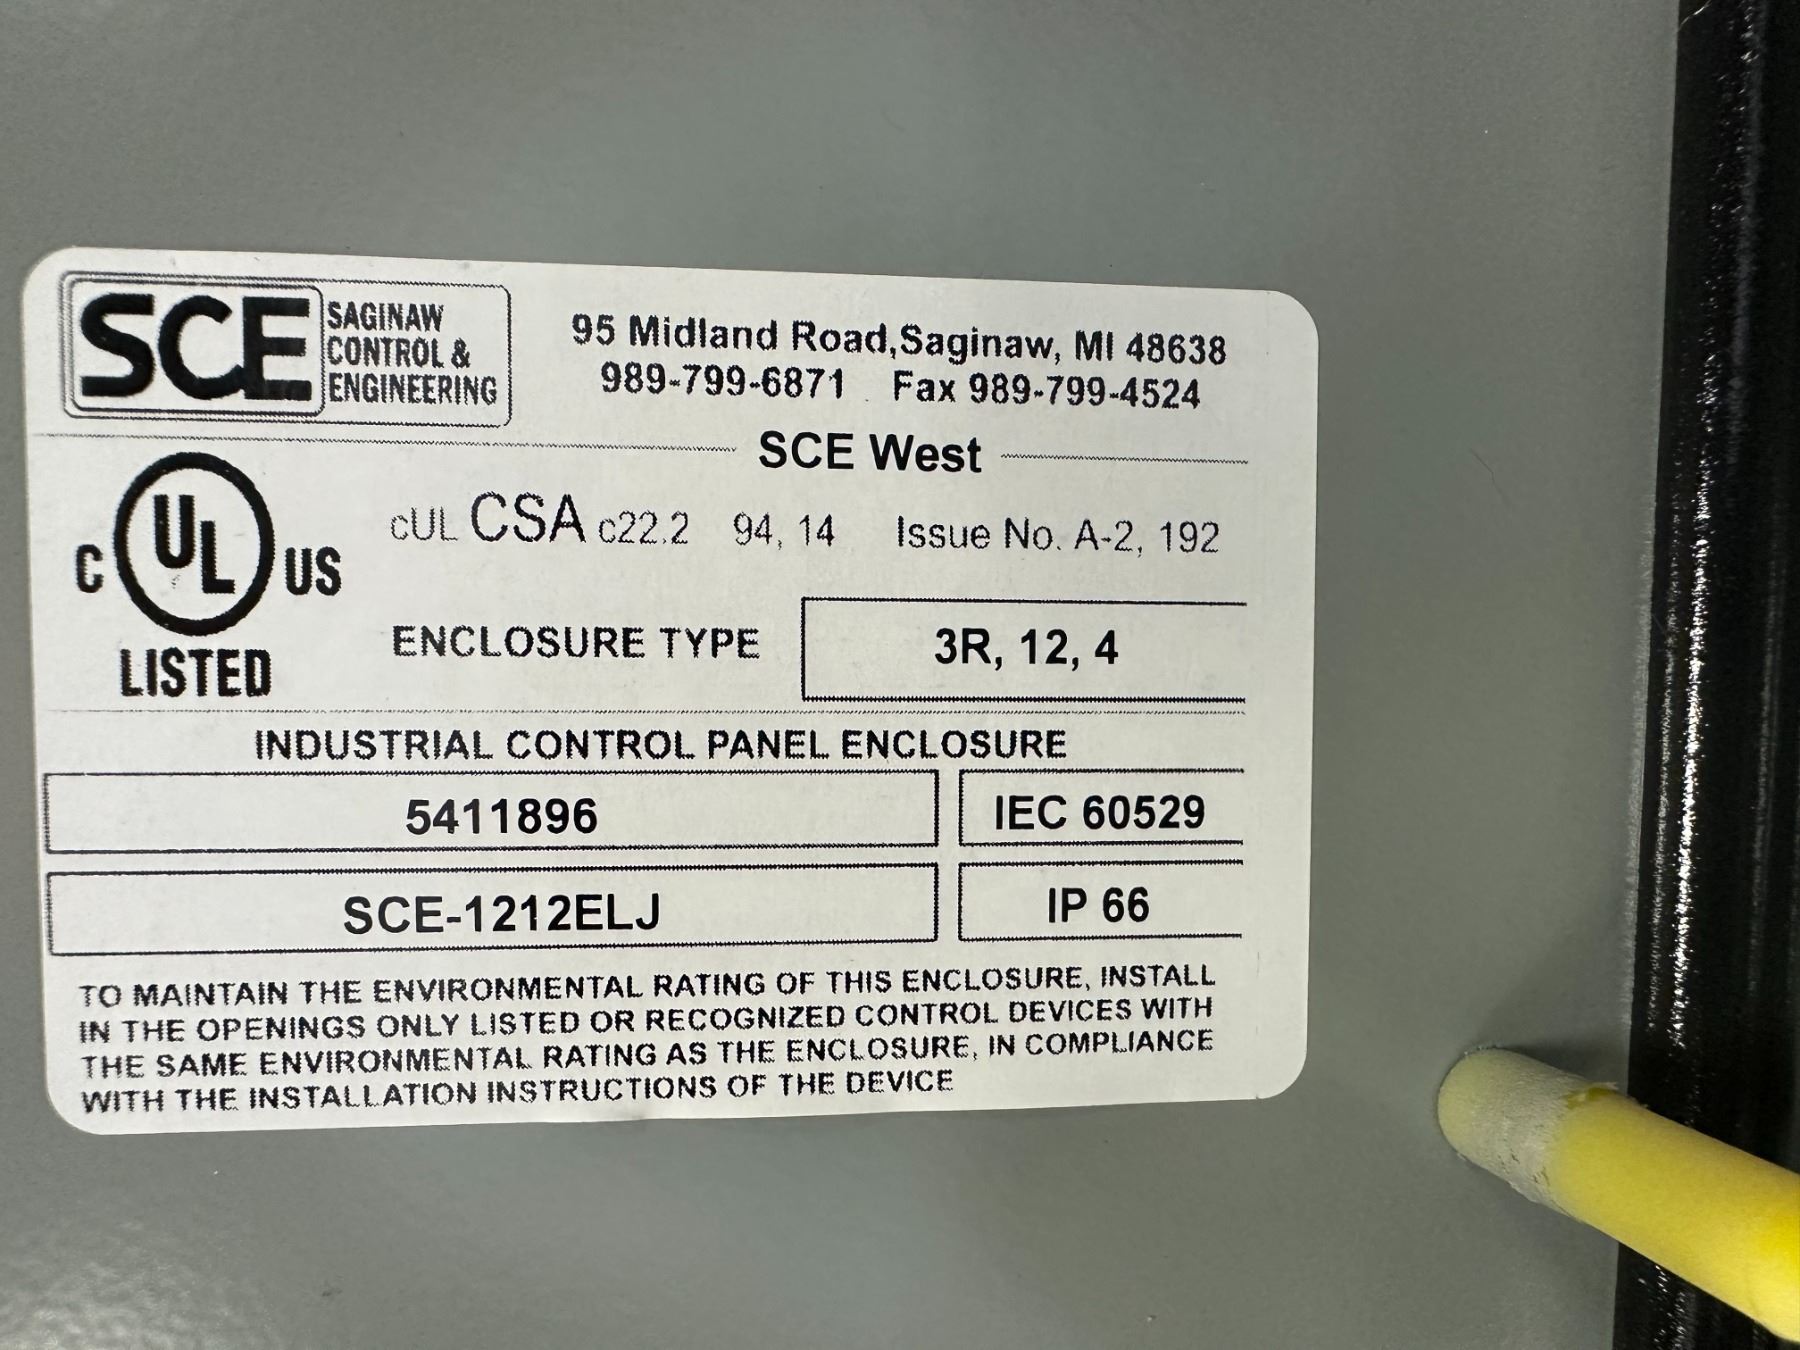 SCE SAGINAW
CONTROL &
ENGINEERING
95 Midland Road,Saginaw, MI 48638
989-799-6871 Fax 989-799-4524
SCE West
C UL US
LISTED
cUL CSA c22.2 94, 14 Issue No. A-2, 192
ENCLOSURE TYPE 3R, 12, 4
INDUSTRIAL CONTROL PANEL ENCLOSURE
5411896 IEC 60529
SCE-1212ELJ IP 66
TO MAINTAIN THE ENVIRONMENTAL RATING OF THIS ENCLOSURE, INSTALL
IN THE OPENINGS ONLY LISTED OR RECOGNIZED CONTROL DEVICES WITH
THE SAME ENVIRONMENTAL RATING AS THE ENCLOSURE, IN COMPLIANCE
WITH THE INSTALLATION INSTRUCTIONS OF THE DEVICE